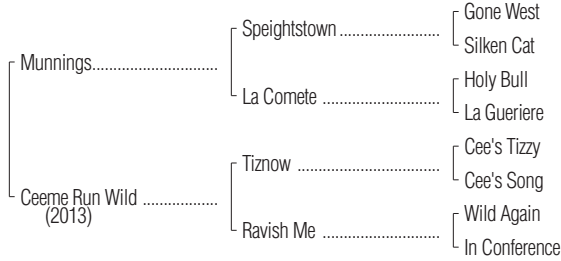 Gone West
Speightstown
Silken Cat
Munnings
Holy Bull
La Comete
La Gueriere
Cee's Tizzy
Tiznow
Cee's Song
Ceeme Run Wild
(2013)
Wild Again
Ravish Me
In Conference